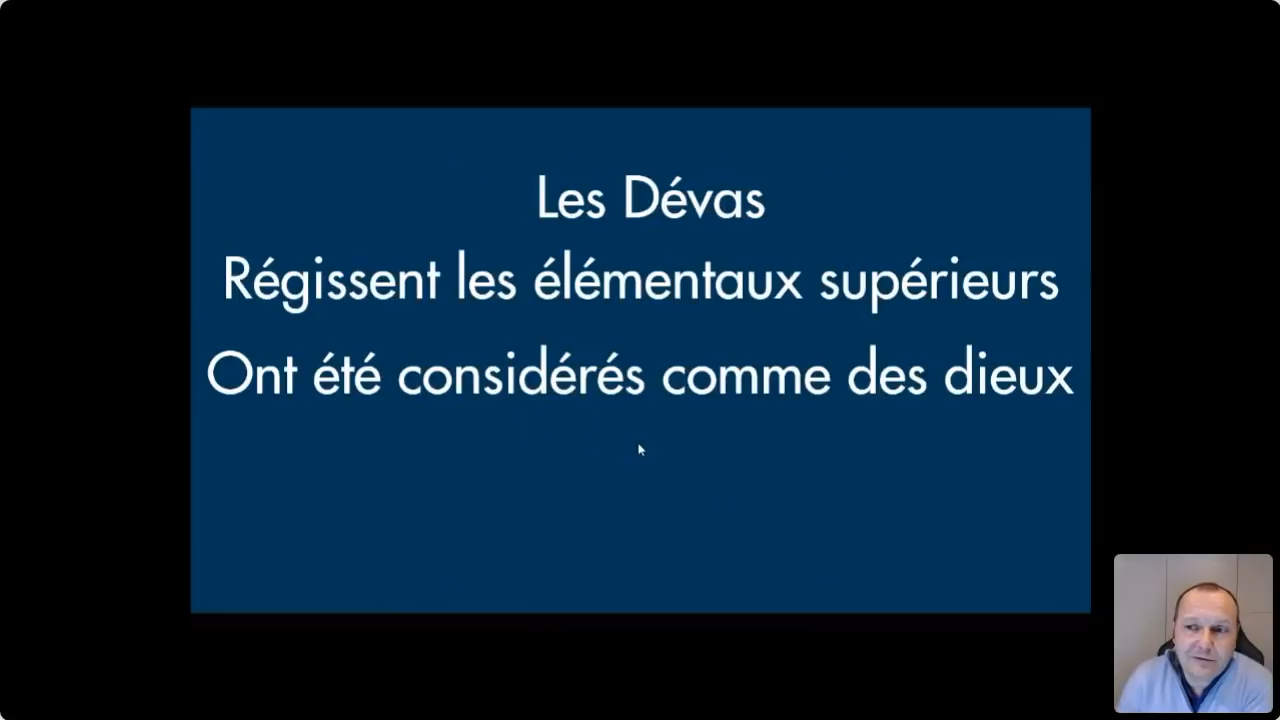 Les Dévas
Régissent les élémentaux supérieurs
Ont été considérés comme des dieux